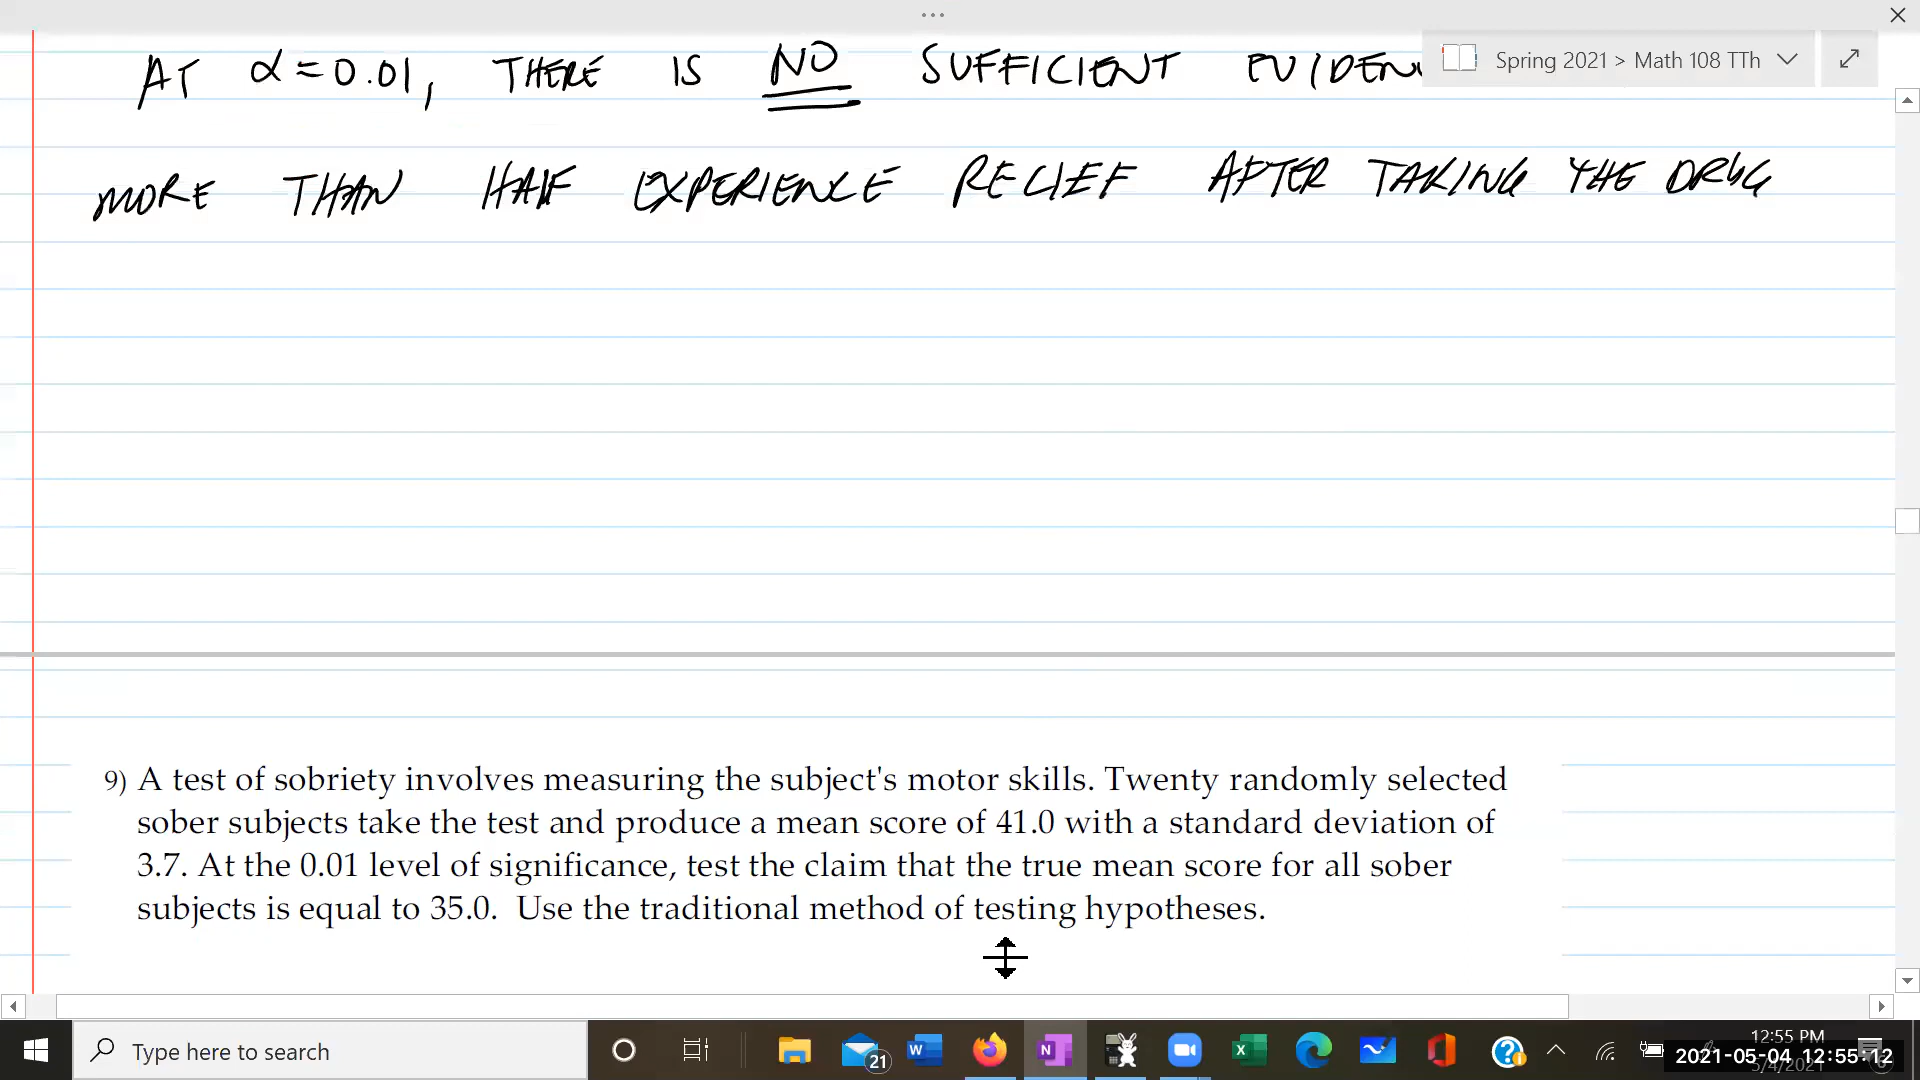 AT α = 0.01, THERE IS NO SUFFICIENT
Spring 2021 > Math 108 TTh
MORE THAN HALF EXPERIENCE RELIEF AFTER TAKING THE DRUG
9) A test of sobriety involves measuring the subject's motor skills. Twenty randomly selected
sober subjects take the test and produce a mean score of 41.0 with a standard deviation of
3.7. At the 0.01 level of significance, test the claim that the true mean score for all sober
subjects is equal to 35.0. Use the traditional method of testing hypotheses.
Type here to search
21
12:55 PM
2021-05-04 12:55:12